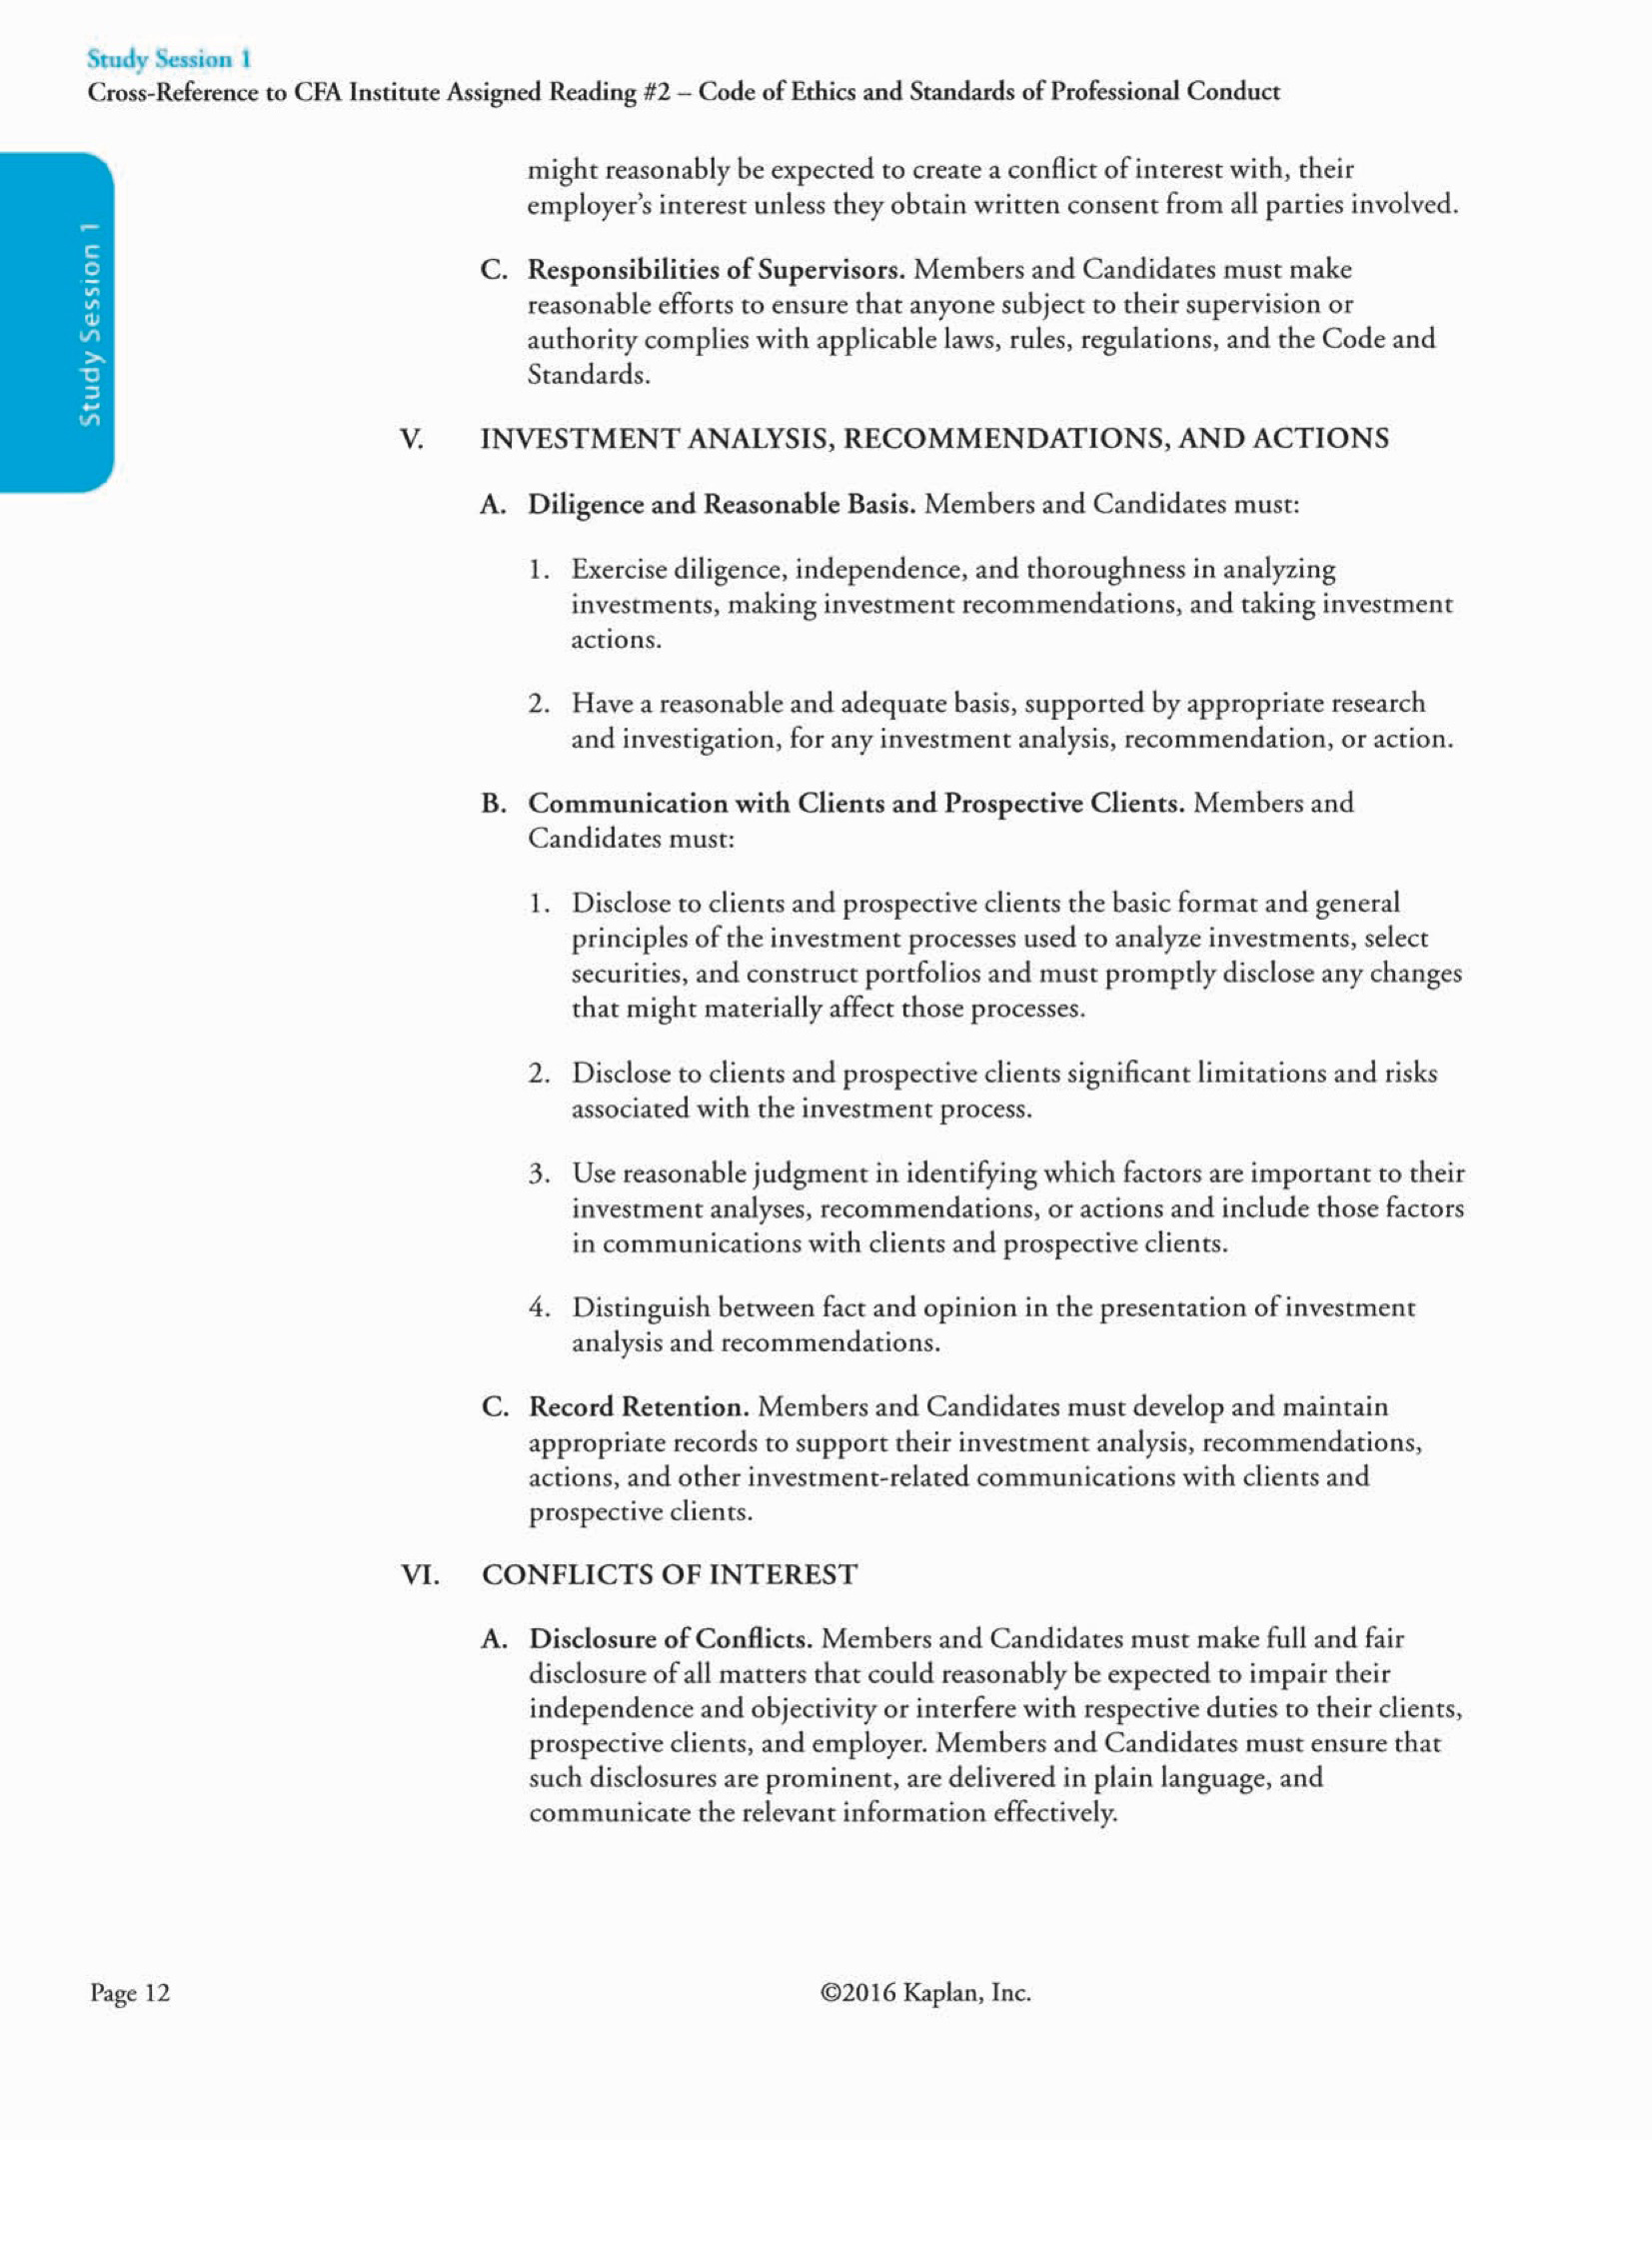 Study Session 1
Cross-Reference to CFA Institute Assigned Reading #2 – Code of Ethics and Standards of Professional Conduct
Study Session 1
might reasonably be expected to create a conflict of interest with, their
employer's interest unless they obtain written consent from all parties involved.
C. Responsibilities of Supervisors. Members and Candidates must make
reasonable efforts to ensure that anyone subject to their supervision or
authority complies with applicable laws, rules, regulations, and the Code and
Standards.
V. INVESTMENT ANALYSIS, RECOMMENDATIONS, AND ACTIONS
A. Diligence and Reasonable Basis. Members and Candidates must:
1. Exercise diligence, independence, and thoroughness in analyzing
investments, making investment recommendations, and taking investment
actions.
2. Have a reasonable and adequate basis, supported by appropriate research
and investigation, for any investment analysis, recommendation, or action.
B. Communication with Clients and Prospective Clients. Members and
Candidates must:
1. Disclose to clients and prospective clients the basic format and general
principles of the investment processes used to analyze investments, select
securities, and construct portfolios and must promptly disclose any changes
that might materially affect those processes.
2. Disclose to clients and prospective clients significant limitations and risks
associated with the investment process.
3. Use reasonable judgment in identifying which factors are important to their
investment analyses, recommendations, or actions and include those factors
in communications with clients and prospective clients.
4. Distinguish between fact and opinion in the presentation of investment
analysis and recommendations.
C. Record Retention. Members and Candidates must develop and maintain
appropriate records to support their investment analysis, recommendations,
actions, and other investment-related communications with clients and
prospective clients.
VI. CONFLICTS OF INTEREST
A. Disclosure of Conflicts. Members and Candidates must make full and fair
disclosure of all matters that could reasonably be expected to impair their
independence and objectivity or interfere with respective duties to their clients,
prospective clients, and employer. Members and Candidates must ensure that
such disclosures are prominent, are delivered in plain language, and
communicate the relevant information effectively.
Page 12
©2016 Kaplan, Inc.